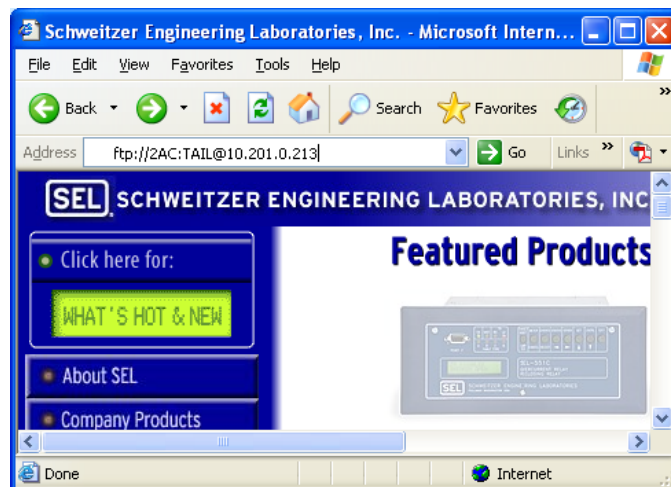 Schweitzer Engineering Laboratories, Inc. - Microsoft Intern...
File Edit View Favorites Tools Help
Back Search Favorites »
Address ftp://2AC:TAIL@10.201.0.213 Go Links »
SEL SCHWEITZER ENGINEERING LABORATORIES, INC
Click here for:
Featured Products
WHAT'S HOT & NEW
About SEL
Company Products
SEL
Done Internet